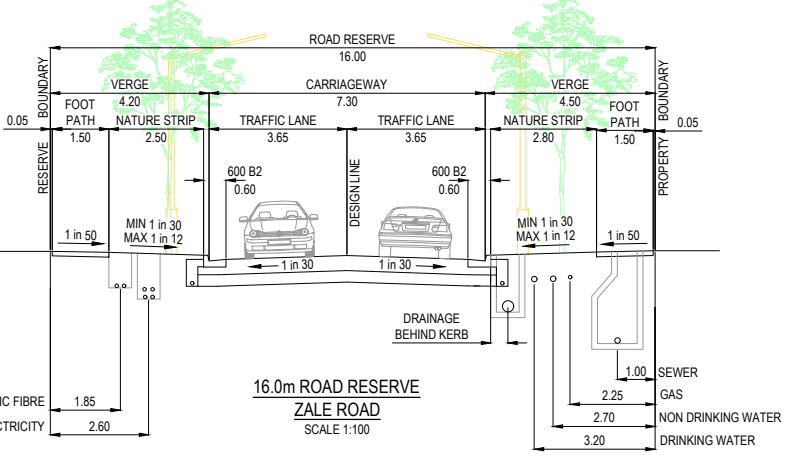 ROAD RESERVE
16.00
VERGE
4.20
CARRIAGEWAY
7.30
VERGE
4.50
RESERVE BOUNDARY
PROPERTY BOUNDARY
0.05
FOOT PATH
1.50
NATURE STRIP
2.50
TRAFFIC LANE
3.65
TRAFFIC LANE
3.65
NATURE STRIP
2.80
FOOT PATH
1.50
0.05
600 B2
0.60
DESIGN LINE
600 B2
0.60
1 in 50
MIN 1 in 30
MAX 1 in 12
1 in 30
1 in 30
MIN 1 in 30
MAX 1 in 12
1 in 50
DRAINAGE
BEHIND KERB
1.00 SEWER
2.25 GAS
2.70 NON DRINKING WATER
3.20 DRINKING WATER
IC FIBRE 1.85
CTRICITY 2.60
16.0m ROAD RESERVE
ZALE ROAD
SCALE 1:100